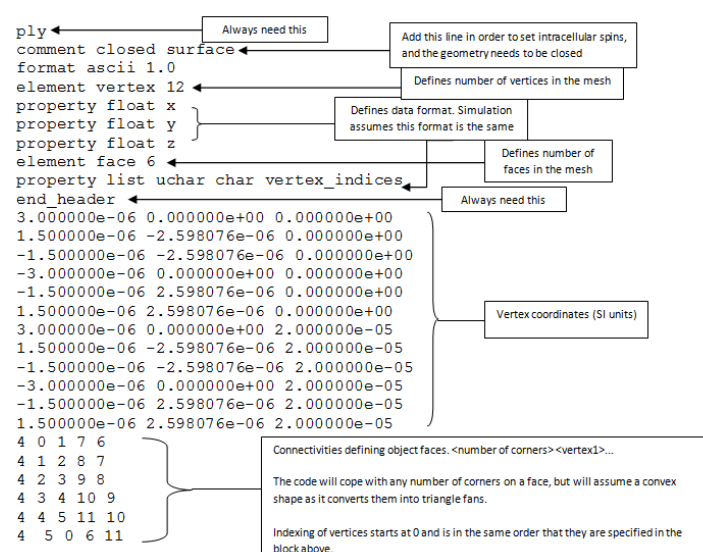 ply
Always need this
comment closed surface
Add this line in order to set intracellular spins,
and the geometry needs to be closed
format ascii 1.0
element vertex 12
Defines number of vertices in the mesh
property float x
property float y
property float z
Defines data format. Simulation
assumes this format is the same
element face 6
Defines number of
faces in the mesh
property list uchar char vertex_indices
end_header
Always need this
3.000000e-06 0.000000e+00 0.000000e+00
1.500000e-06 -2.598076e-06 0.000000e+00
-1.500000e-06 -2.598076e-06 0.000000e+00
-3.000000e-06 0.000000e+00 0.000000e+00
-1.500000e-06 2.598076e-06 0.000000e+00
1.500000e-06 2.598076e-06 0.000000e+00
3.000000e-06 0.000000e+00 2.000000e-05
1.500000e-06 -2.598076e-06 2.000000e-05
-1.500000e-06 -2.598076e-06 2.000000e-05
-3.000000e-06 0.000000e+00 2.000000e-05
-1.500000e-06 2.598076e-06 2.000000e-05
1.500000e-06 2.598076e-06 2.000000e-05
Vertex coordinates (SI units)
4 0 1 7 6
4 1 2 8 7
4 2 3 9 8
4 3 4 10 9
4 4 5 11 10
4 5 0 6 11
Connectivities defining object faces. <number of corners> <vertex1>...
The code will cope with any number of corners on a face, but will assume a convex
shape as it converts them into triangle fans.
Indexing of vertices starts at 0 and is in the same order that they are specified in the
block above.